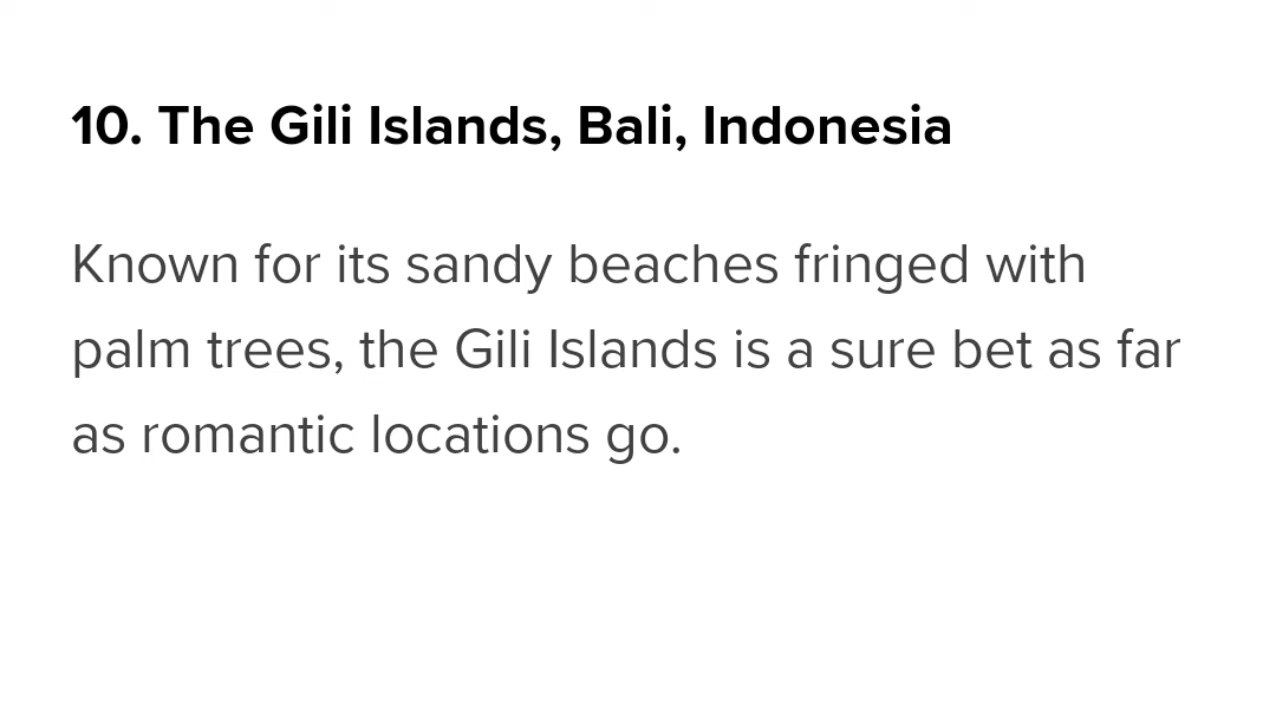 10. The Gili Islands, Bali, Indonesia
Known for its sandy beaches fringed with
palm trees, the Gili Islands is a sure bet as far
as romantic locations go.